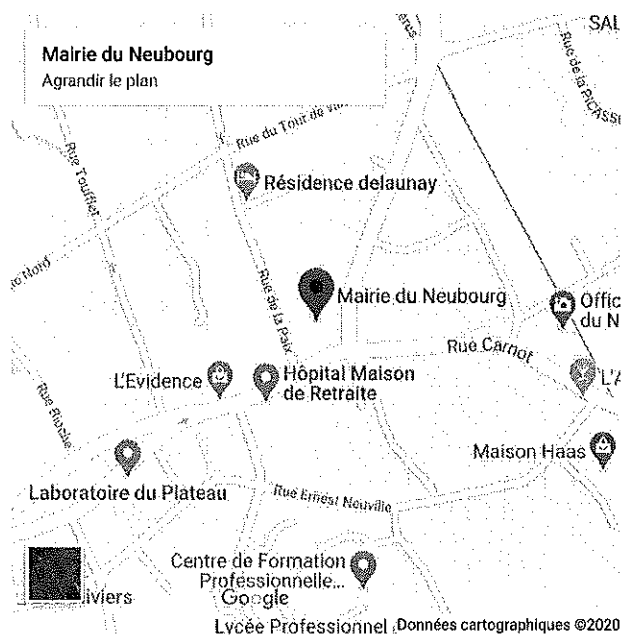 SAL
Mairie du Neubourg
Agrandir le plan
Rue de la
Rue du Tour de
Rue Toufflet
Résidence delaunay
Nord
Rue de la Paix
Mairie du Neubourg
Offic
du N
Rue Carnot
L'Evidence
Hôpital Maison
de Retraite
L'A
Maison Haas
Laboratoire du Plateau
Rue Ernest Neuville
Centre de Formation
Professionnelle...
Google
viviers
Lycée Professionnel
Données cartographiques ©2020